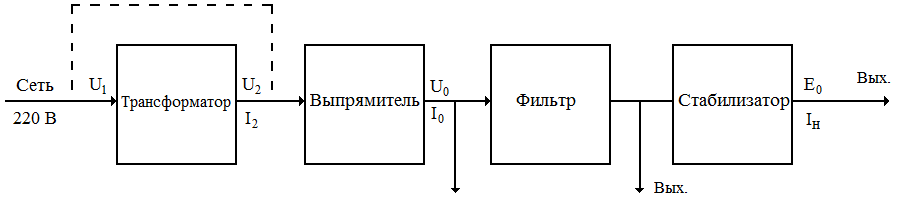 Сеть
220 В
U1
Трансформатор
U2
I2
Выпрямитель
U0
I0
Фильтр
Вых.
Стабилизатор
E0
IН
Вых.